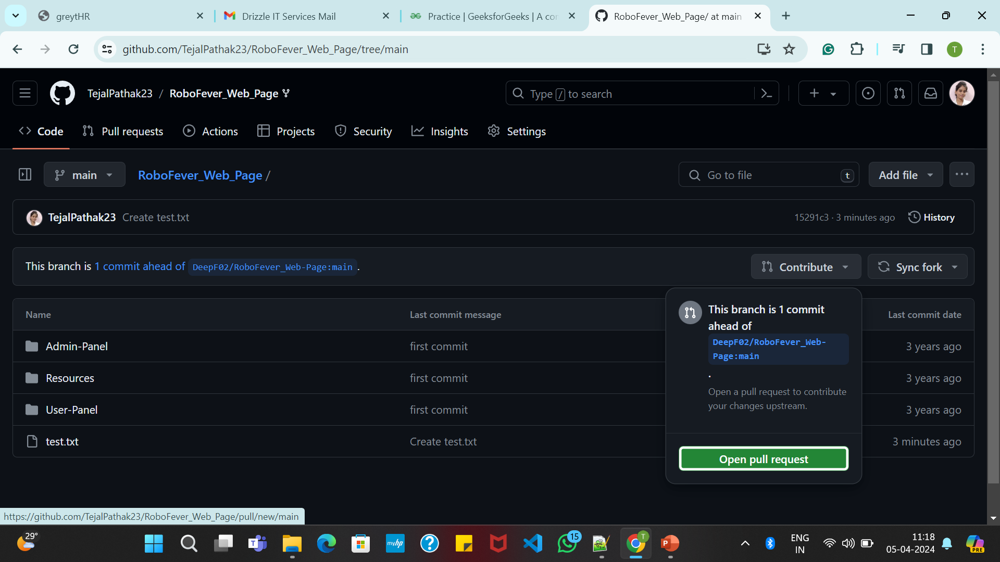 greytHR
Drizzle IT Services Mail
Practice | GeeksforGeeks | A cor
RoboFever_Web_Page/ at main
github.com/TejalPathak23/RoboFever_Web_Page/tree/main
T
TejalPathak23 / RoboFever_Web_Page
Type / to search
Code
Pull requests
Actions
Projects
Security
Insights
Settings
main
RoboFever_Web_Page /
Go to file
t
Add file
TejalPathak23 Create test.txt
15291c3 · 3 minutes ago
History
This branch is 1 commit ahead of DeepF02/RoboFever_Web-Page:main .
Contribute
Sync fork
Name
Last commit message
Last commit date
Admin-Panel
first commit
3 years ago
Resources
first commit
3 years ago
User-Panel
first commit
3 years ago
test.txt
Create test.txt
3 minutes ago
This branch is 1 commit
ahead of
DeepF02/RoboFever_Web-
Page:main
.
Open a pull request to contribute
your changes upstream.
Open pull request
https://github.com/TejalPathak23/RoboFever_Web_Page/pull/new/main
29°
T
myhp
?
15
T
P
ENG
IN
11:18
05-04-2024
PRE